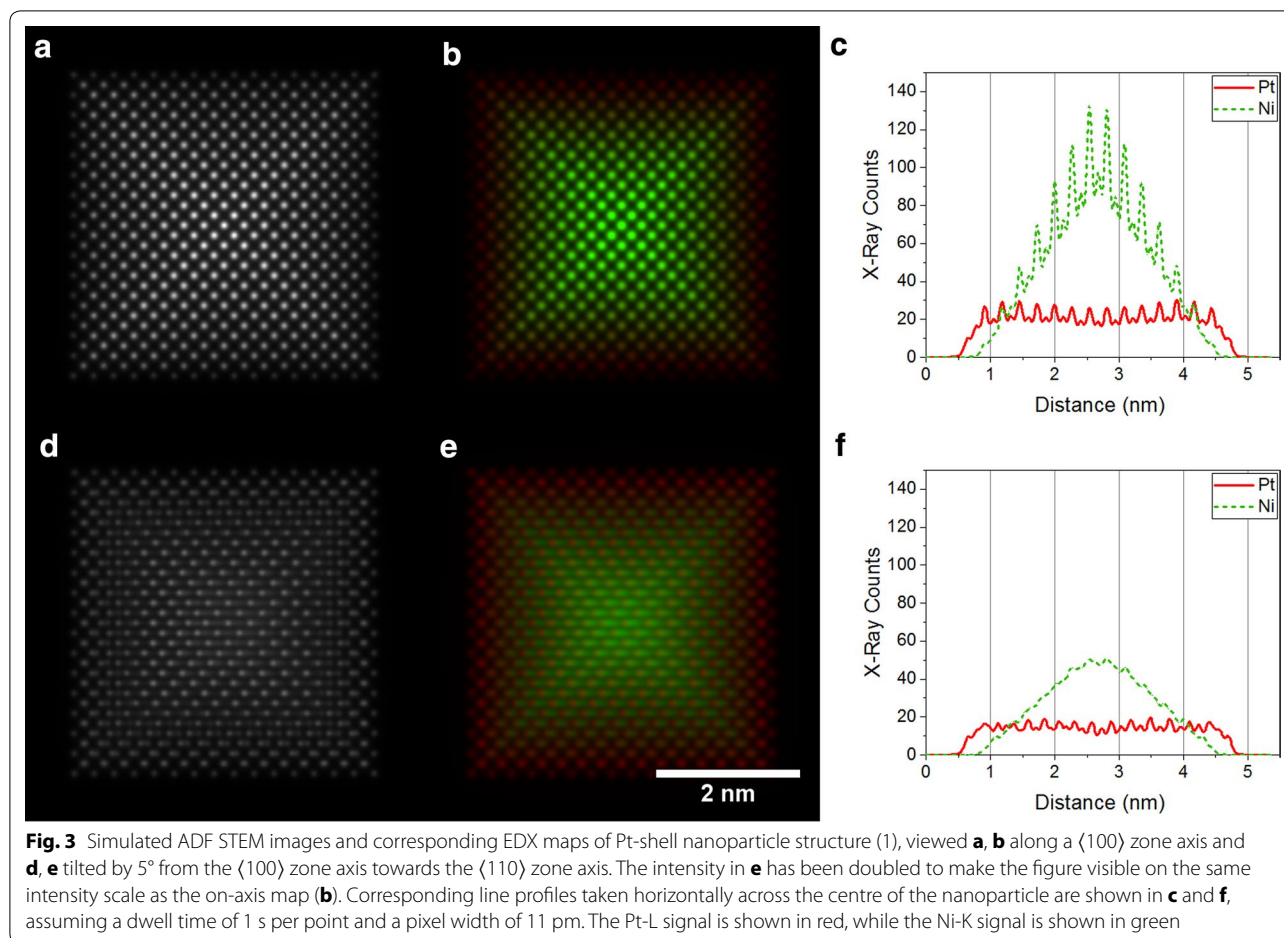 a
b
c
Pt
Ni
140
120
100
80
60
40
20
0
X-Ray Counts
0 1 2 3 4 5
Distance (nm)
d
e
f
Pt
Ni
140
120
100
80
60
40
20
0
X-Ray Counts
0 1 2 3 4 5
Distance (nm)
2 nm
Fig. 3 Simulated ADF STEM images and corresponding EDX maps of Pt-shell nanoparticle structure (1), viewed a, b along a ⟨100⟩ zone axis and
d, e tilted by 5° from the ⟨100⟩ zone axis towards the ⟨110⟩ zone axis. The intensity in e has been doubled to make the figure visible on the same
intensity scale as the on-axis map (b). Corresponding line profiles taken horizontally across the centre of the nanoparticle are shown in c and f,
assuming a dwell time of 1 s per point and a pixel width of 11 pm. The Pt-L signal is shown in red, while the Ni-K signal is shown in green